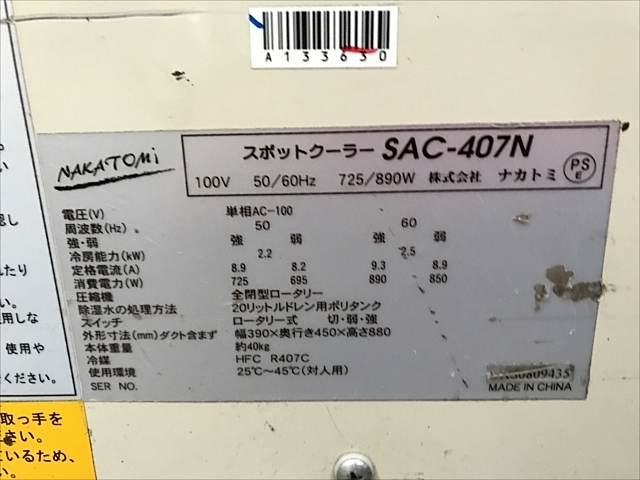 A133630
NAKATOMI
スポットクーラー SAC-407N
100V 50/60Hz 725/890W 株式会社 ナカトミ
PS
E
電圧(V) 単相AC-100
周波数(Hz) 50 60
強・弱 強 弱 強 弱
冷房能力(kW) 2.2 2.5
定格電流(A) 8.9 8.2 9.3 8.9
消費電力(W) 725 695 890 850
圧縮機 全閉型ロータリー
除湿水の処理方法 20リットルドレン用ポリタンク
スイッチ ロータリー式 切・弱・強
外形寸法(mm)ダクト含まず 幅390×奥行き450×高さ880
本体重量 約40kg
冷媒 HFC R407C
使用環境 25℃～45℃(対人用)
SER NO.
MADE IN CHINA
使用や
ください。
取っ手を
さい。
いるため、